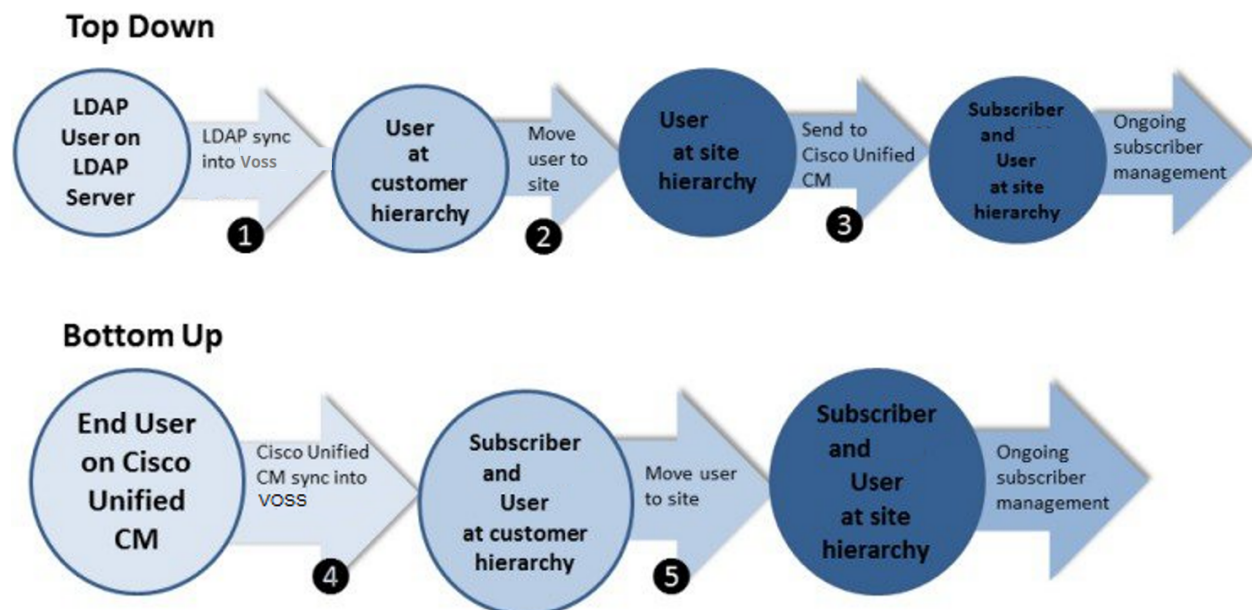 Top Down
LDAP
User on
LDAP
Server
LDAP sync
into Voss
1
User
at
customer
hierarchy
Move
user to
site
2
User
at site
hierarchy
Send to
Cisco Unified
CM
3
Subscriber
and
User
at site
hierarchy
Ongoing
subscriber
management
Bottom Up
End User
on Cisco
Unified
CM
Cisco Unified
CM sync into
VOSS
4
Subscriber
and
User
at customer
hierarchy
Move user
to site
5
Subscriber
and
User
at site
hierarchy
Ongoing
subscriber
management